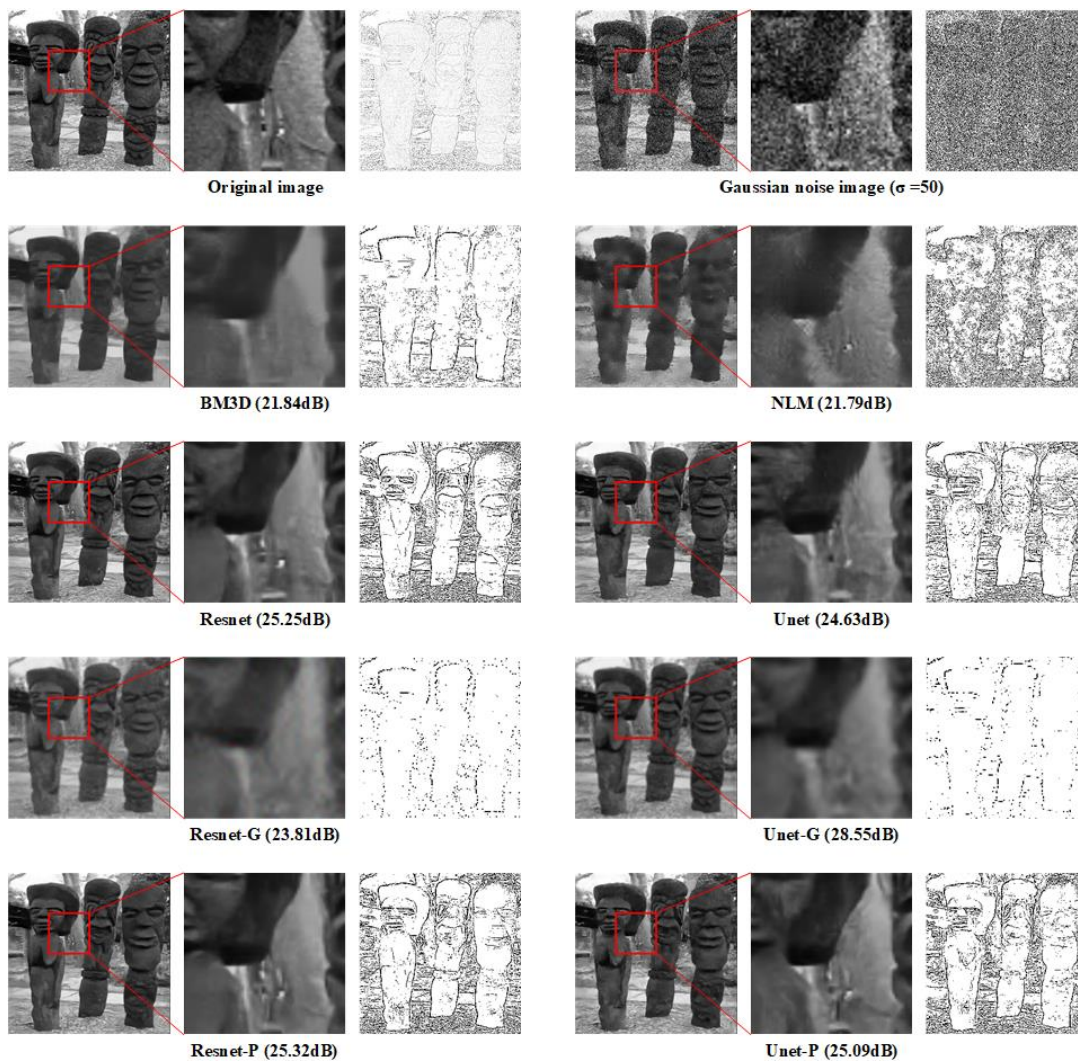 Original image
Gaussian noise image (σ =50)
BM3D (21.84dB)
NLM (21.79dB)
Resnet (25.25dB)
Unet (24.63dB)
Resnet-G (23.81dB)
Unet-G (28.55dB)
Resnet-P (25.32dB)
Unet-P (25.09dB)